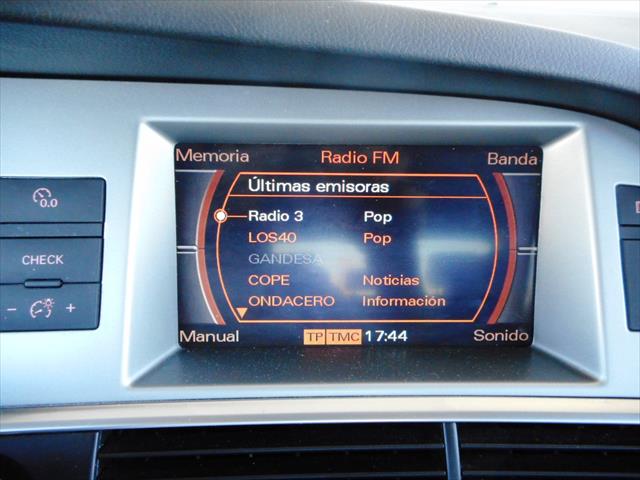 Memoria Radio FM Banda
Últimas emisoras
Radio 3 Pop
LOS40 Pop
GANDESA
COPE Noticias
ONDACERO Información
Manual TP TMC 17:44 Sonido
0.0
CHECK
- +